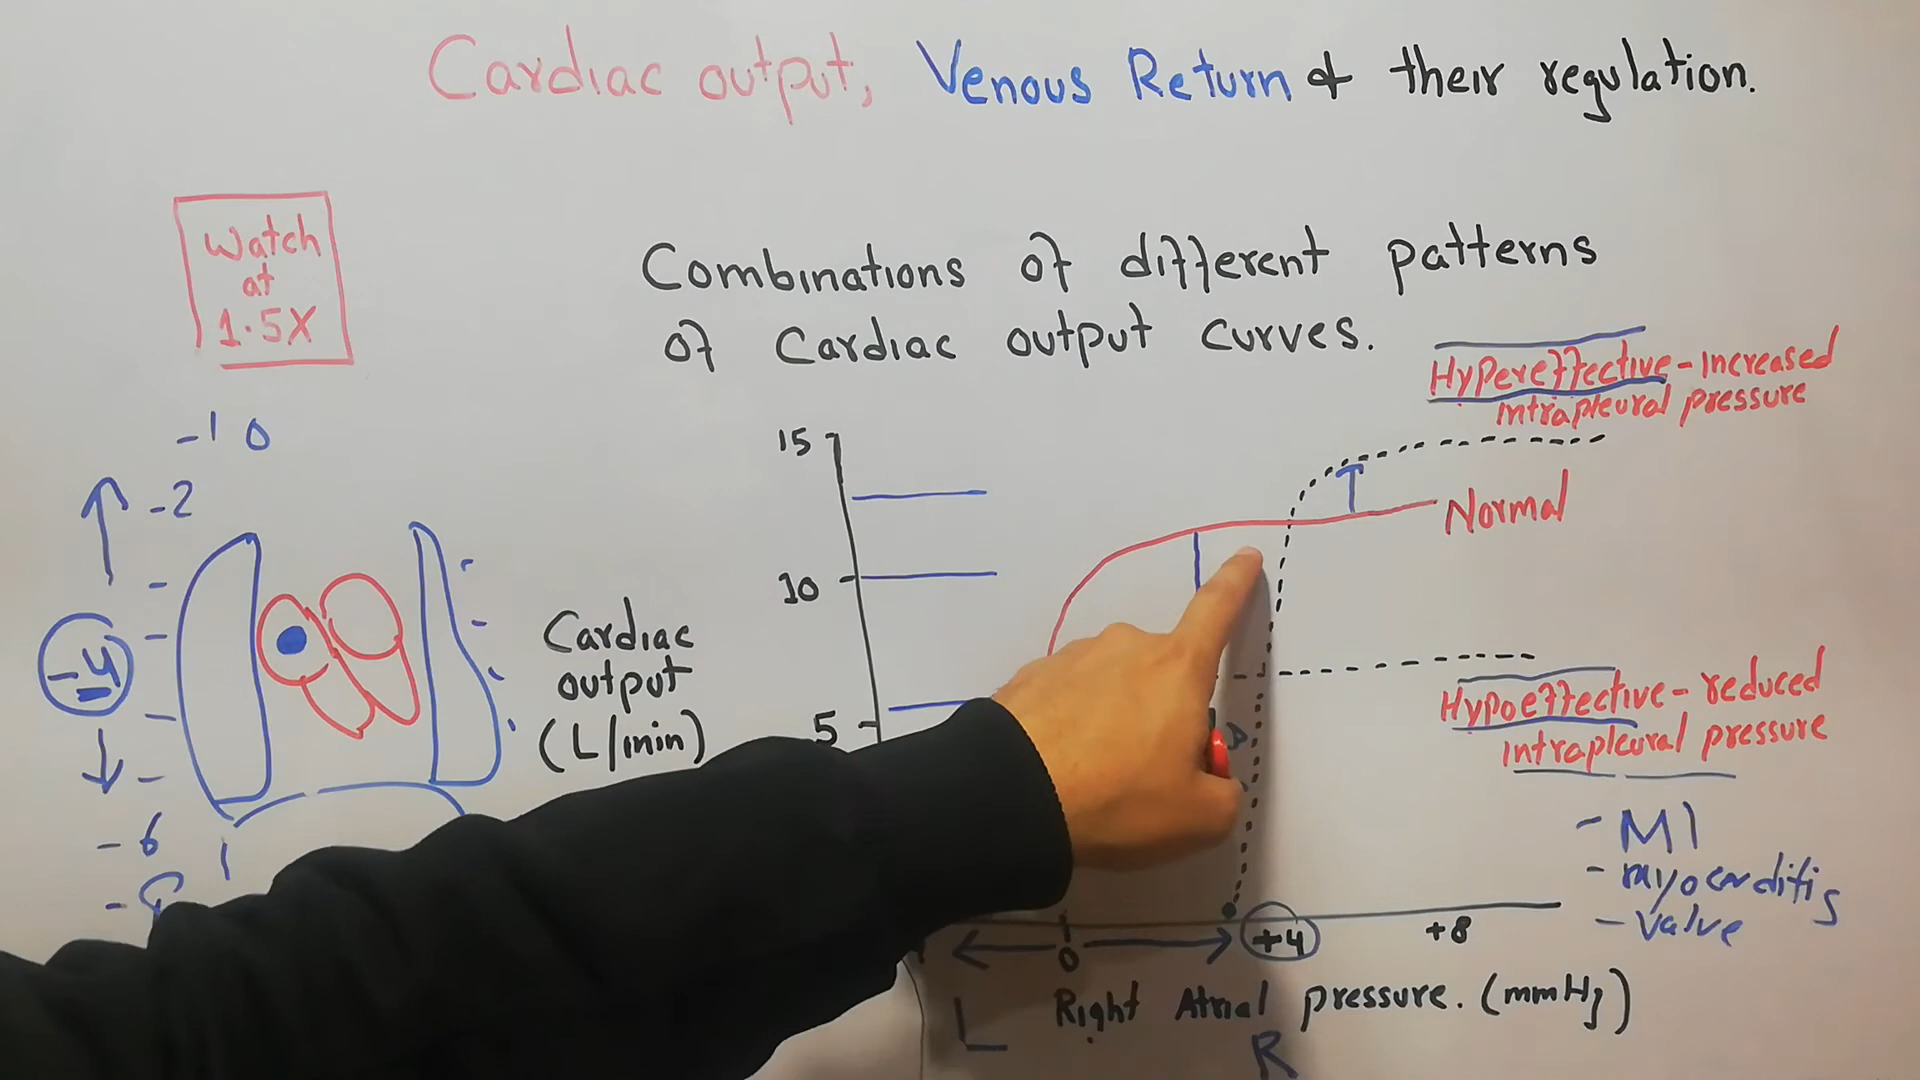 Cardiac output, Venous Return & their regulation.
Watch
at
1.5X
Combinations of different patterns
of Cardiac output curves.
Hypereffective - Increased
Intrapleural pressure
-1 0
-2
-4
-6
15
10
5
Cardiac
output
(L/min)
Normal
Hypoeffective - reduced
Intrapleural pressure
- MI
- myocarditis
- Valve
0
+4
+8
Right Atrial pressure. (mmHg)
L
R